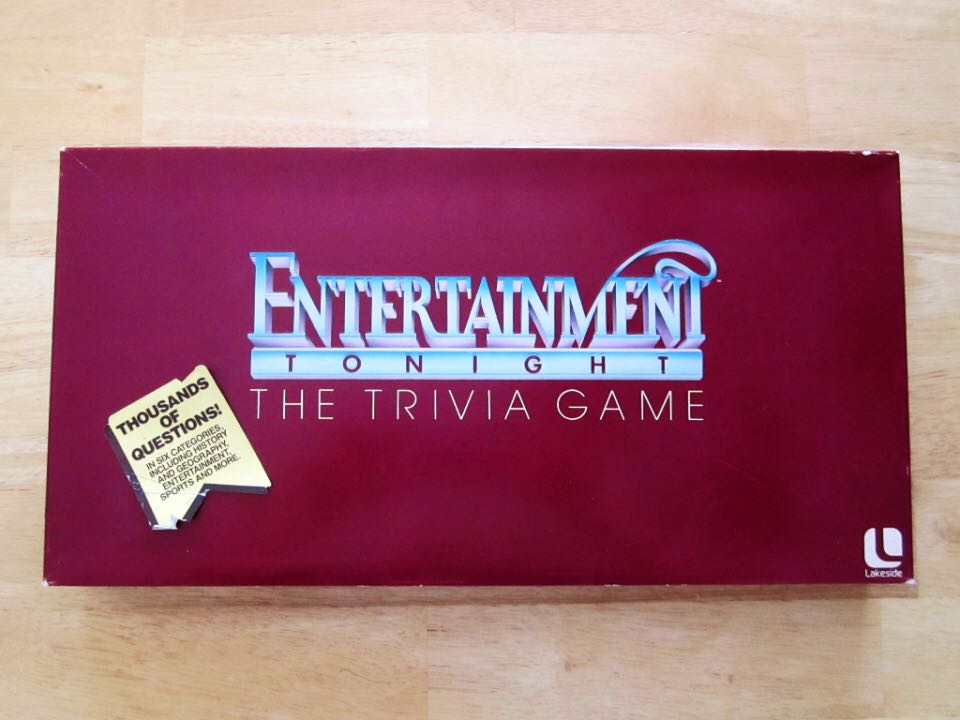 ENTERTAINMENT
TONIGHT
THE TRIVIA GAME
THOUSANDS
OF
QUESTIONS!
IN SIX CATEGORIES,
INCLUDING HISTORY
AND GEOGRAPHY,
ENTERTAINMENT,
SPORTS AND MORE.
Lakeside